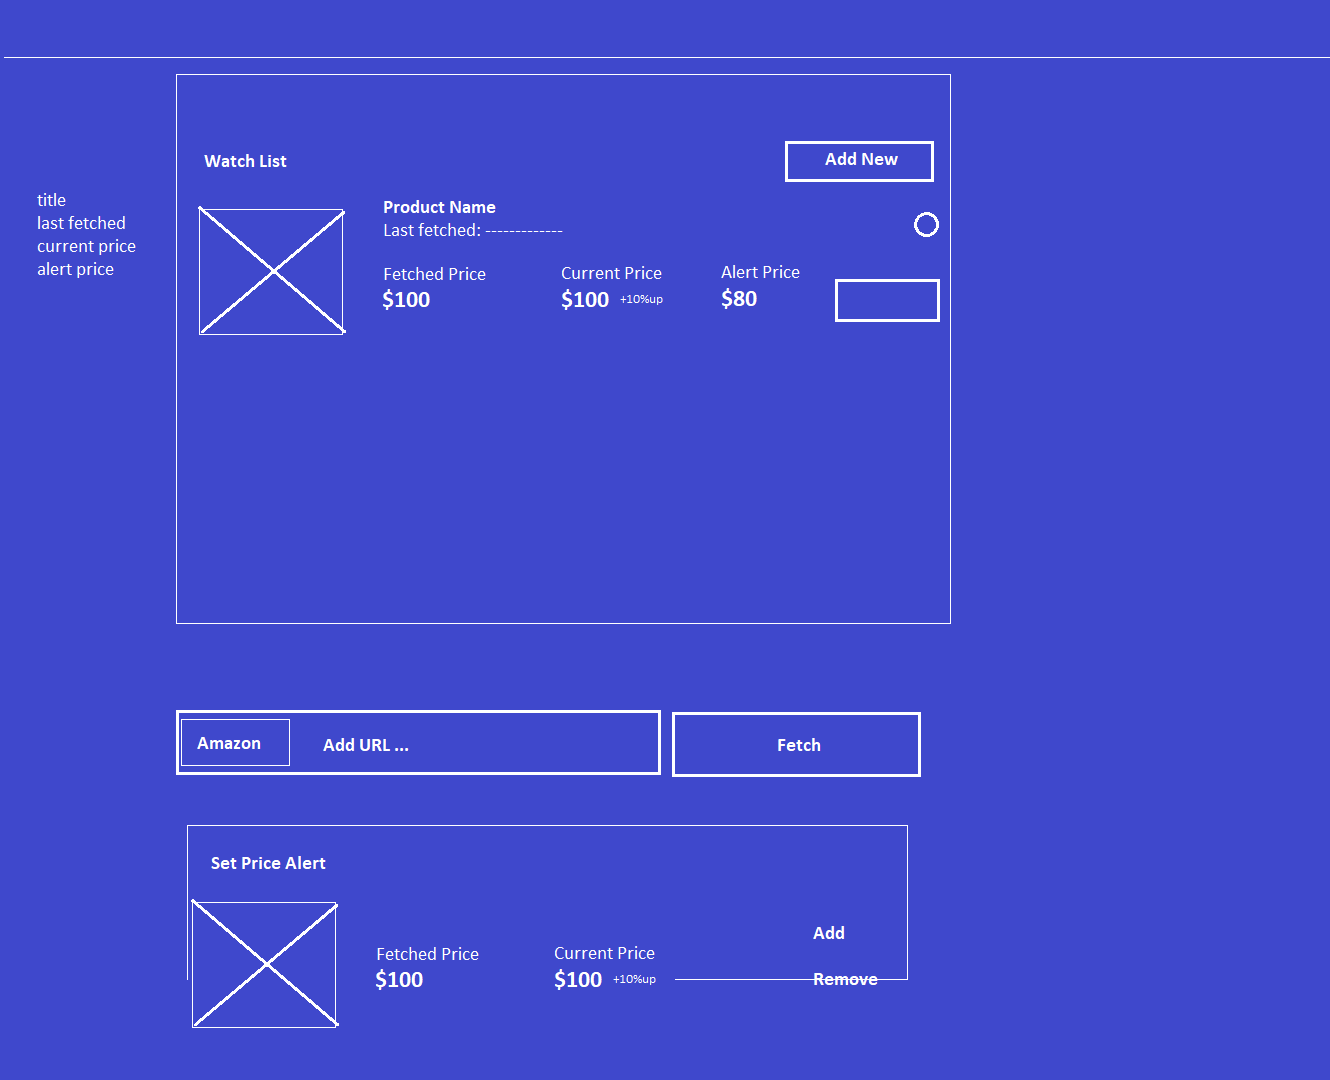 Watch List
Add New
title
last fetched
current price
alert price
Product Name
Last fetched: -------------
Fetched Price
Current Price
Alert Price
$100
$100 +10%up
$80
Amazon
Add URL ...
Fetch
Set Price Alert
Add
Fetched Price
Current Price
$100
$100 +10%up
Remove